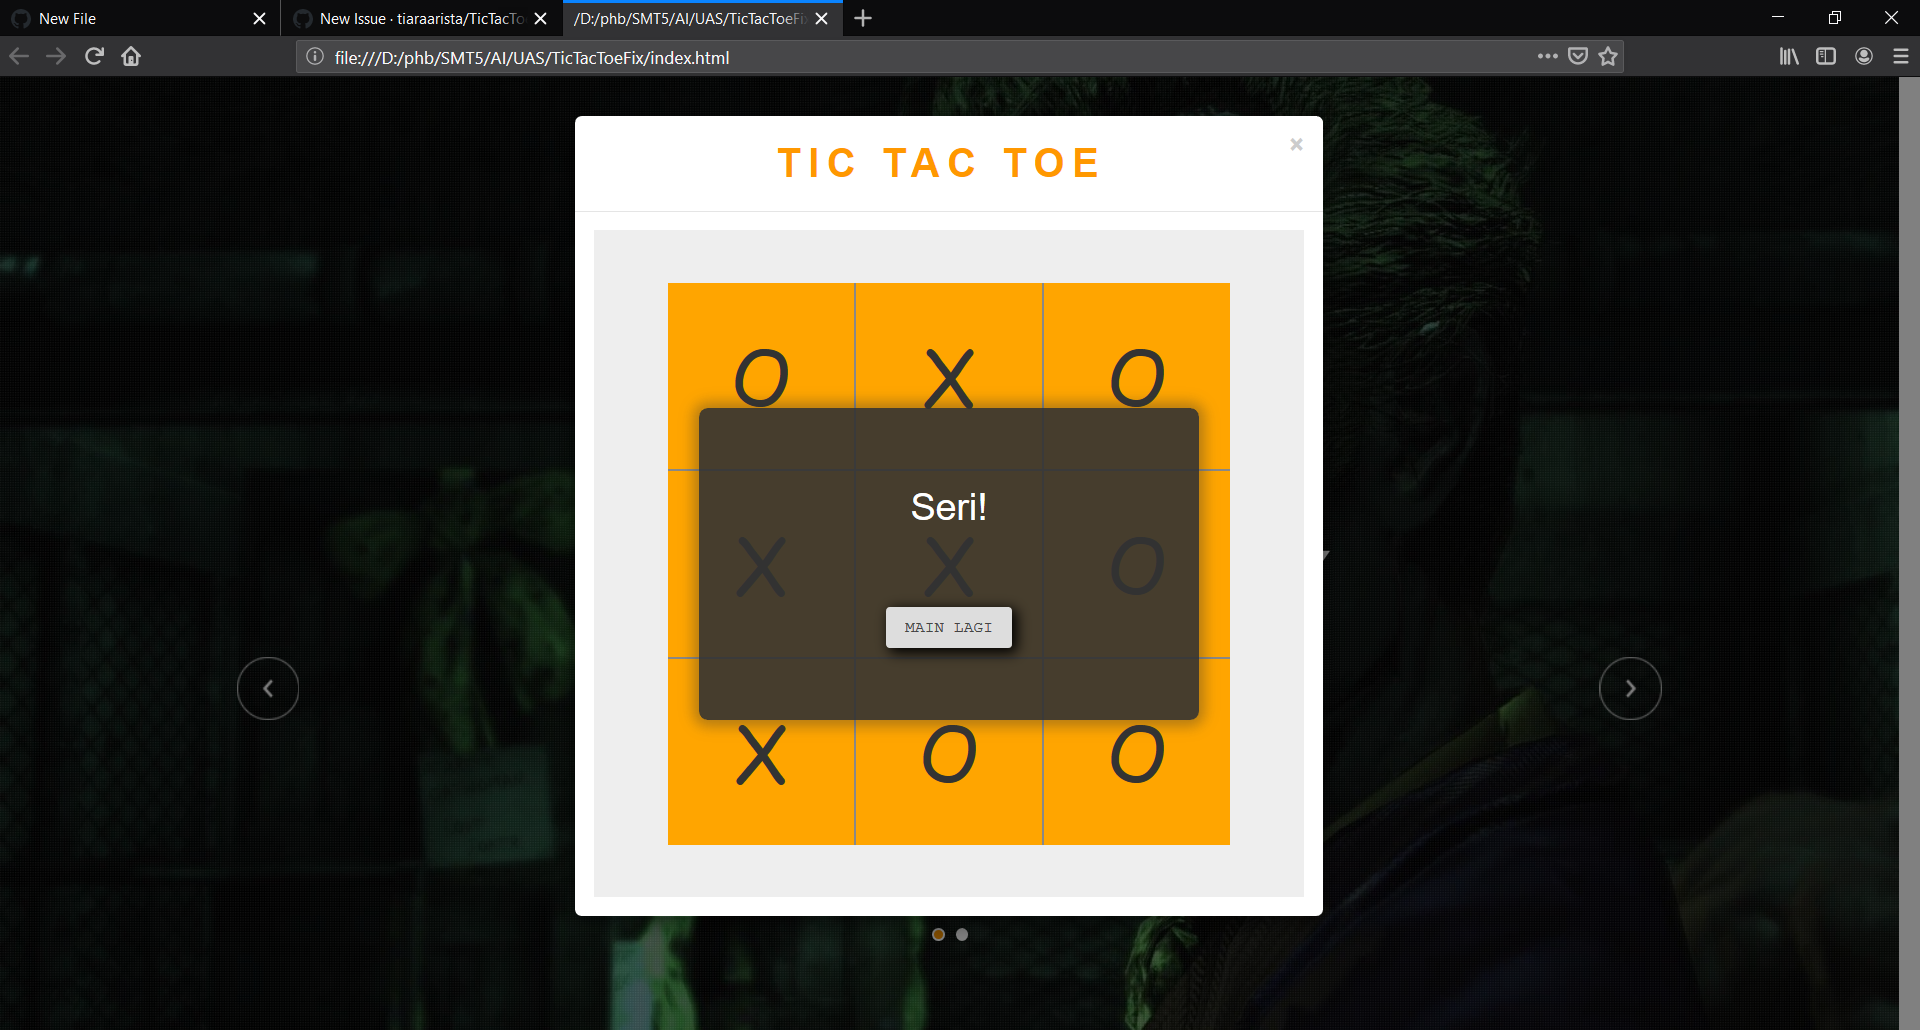 New File
New Issue · tiaraarista/TicTacTo
/D:/phb/SMT5/AI/UAS/TicTacToeFi
file:///D:/phb/SMT5/AI/UAS/TicTacToeFix/index.html
TIC TAC TOE
×
O X O
Seri!
X X O
MAIN LAGI
X O O